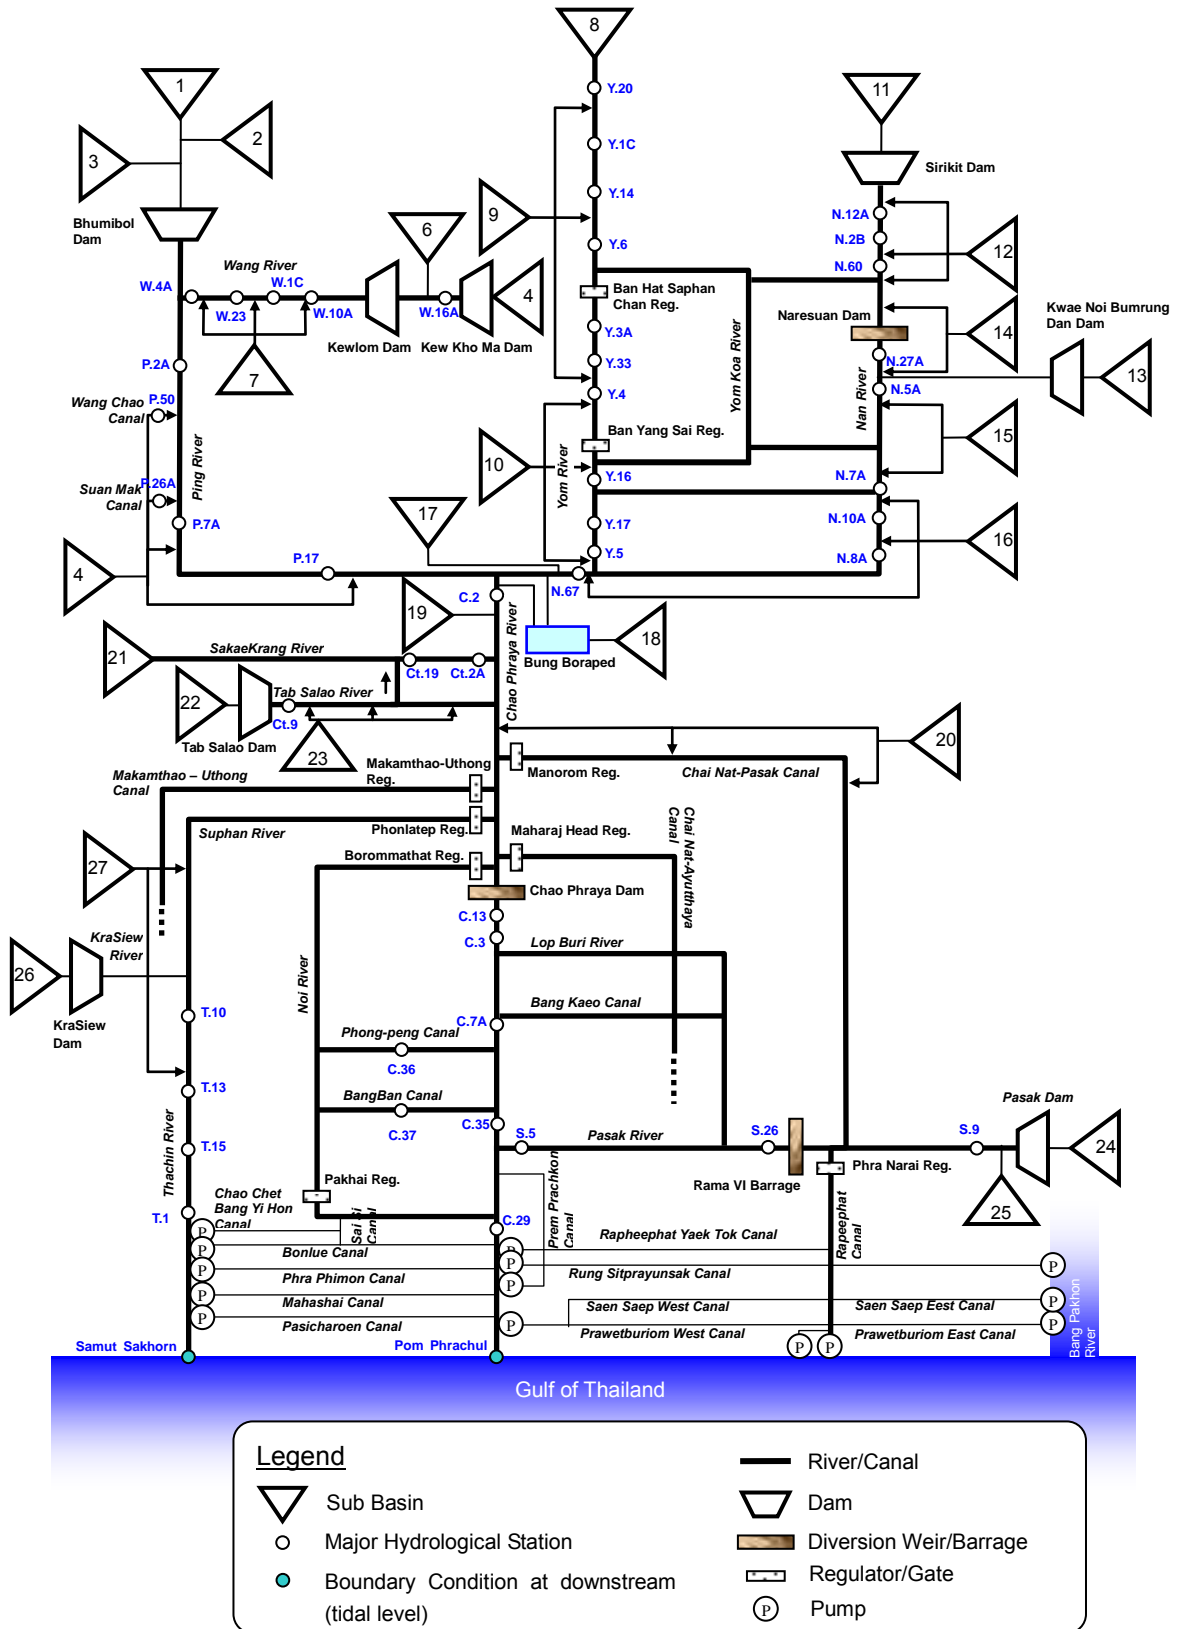 8
Y.20
1
11
2
3
Y.1C
Sirikit Dam
Y.14
Bhumibol
Dam
6
9
N.12A
Y.6
N.2B
12
Wang River
N.60
W.4A
W.1C
4
Ban Hat Saphan
Chan Reg.
W.23
W.10A
W.16A
Naresuan Dam
Kwae Noi Bumrung
Dan Dam
Y.3A
14
Kewlom Dam
Kew Kho Ma Dam
Yom Koa River
Y.33
N.27A
P.2A
7
13
N.5A
Y.4
Nan River
Wang Chao
Canal
P.50
Ban Yang Sai Reg.
15
10
Yom River
Ping River
Y.16
N.7A
Suan Mak
Canal
P.26A
17
P.7A
Y.17
N.10A
16
Y.5
N.8A
P.17
4
N.67
C.2
19
18
Chao Phraya River
Bung Boraped
21
SakaeKrang River
Ct.19
Ct.2A
22
Tab Salao River
Ct.9
Tab Salao Dam
23
20
Makamthao-Uthong
Reg.
Manorom Reg.
Chai Nat-Pasak Canal
Makamthao – Uthong
Canal
Phonlatep Reg.
Suphan River
Maharaj Head Reg.
Chai Nat-Ayutthaya
Canal
Borommathat Reg.
27
Chao Phraya Dam
C.13
KraSiew
River
C.3
Lop Buri River
26
Noi River
Bang Kaeo Canal
T.10
C.7A
KraSiew
Dam
Phong-peng Canal
C.36
T.13
BangBan Canal
Pasak Dam
C.37
C.35
S.5
Pasak River
S.26
S.9
24
T.15
Thachin River
Rama VI Barrage
Phra Narai Reg.
Pakhai Reg.
25
Chao Chet
Bang Yi Hon
Canal
Sai Si
Canal
Prem Prachkon
Canal
T.1
C.29
Rapeephat
Canal
P
Rapheephat Yaek Tok Canal
P
Bonlue Canal
P
P
Phra Phimon Canal
P
Rung Sitprayunsak Canal
P
P
P
Mahashai Canal
Saen Saep West Canal
Saen Saep Eest Canal
P
P
Pasicharoen Canal
P
Prawetburiom West Canal
Prawetburiom East Canal
P
Samut Sakhorn
Pom Phrachul
P
P
Bang Pakhon
River
Gulf of Thailand
Legend
River/Canal
Sub Basin
Dam
Major Hydrological Station
Diversion Weir/Barrage
Boundary Condition at downstream
(tidal level)
Regulator/Gate
P
Pump